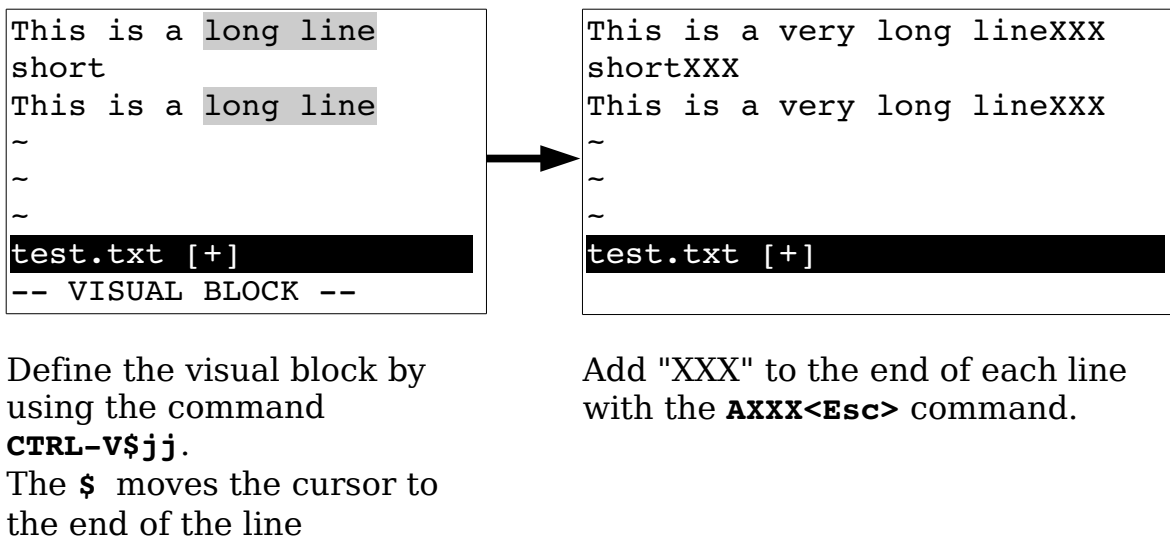 This is a long line
short
This is a long line
~
~
~
test.txt [+]
-- VISUAL BLOCK --
This is a very long lineXXX
shortXXX
This is a very long lineXXX
~
~
~
test.txt [+]
Define the visual block by
using the command
CTRL-V$jj.
The $ moves the cursor to
the end of the line
Add "XXX" to the end of each line
with the AXXX<Esc> command.